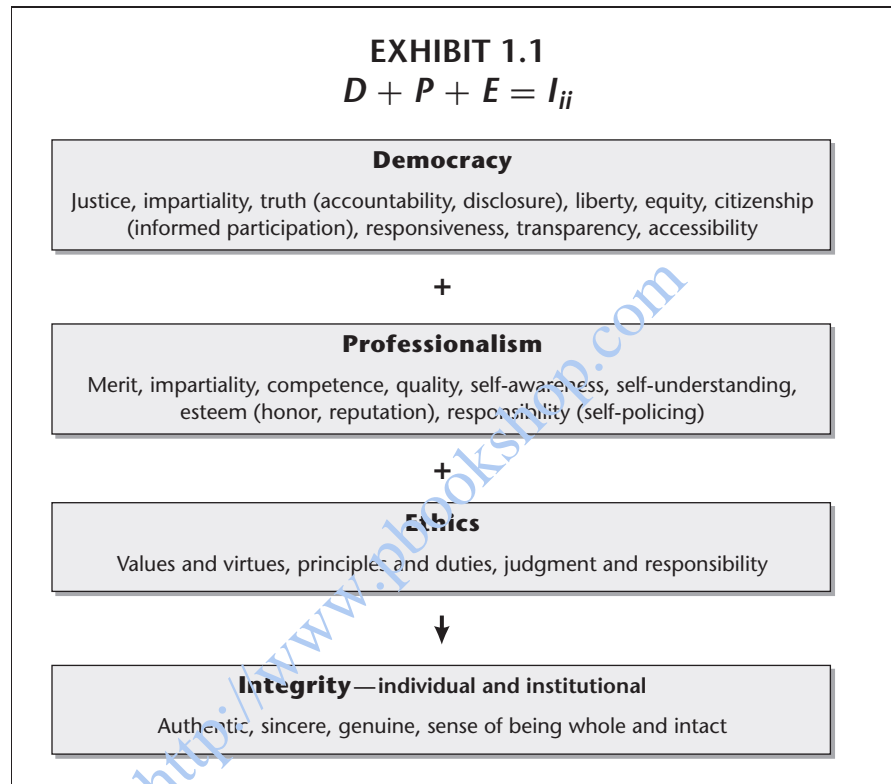 EXHIBIT 1.1
D + P + E = Iii
Democracy
Justice, impartiality, truth (accountability, disclosure), liberty, equity, citizenship
(informed participation), responsiveness, transparency, accessibility
+
Professionalism
Merit, impartiality, competence, quality, self-awareness, self-understanding,
esteem (honor, reputation), responsibility (self-policing)
+
Ethics
Values and virtues, principles and duties, judgment and responsibility
Integrity—individual and institutional
Authentic, sincere, genuine, sense of being whole and intact
http://www.pbookshop.com